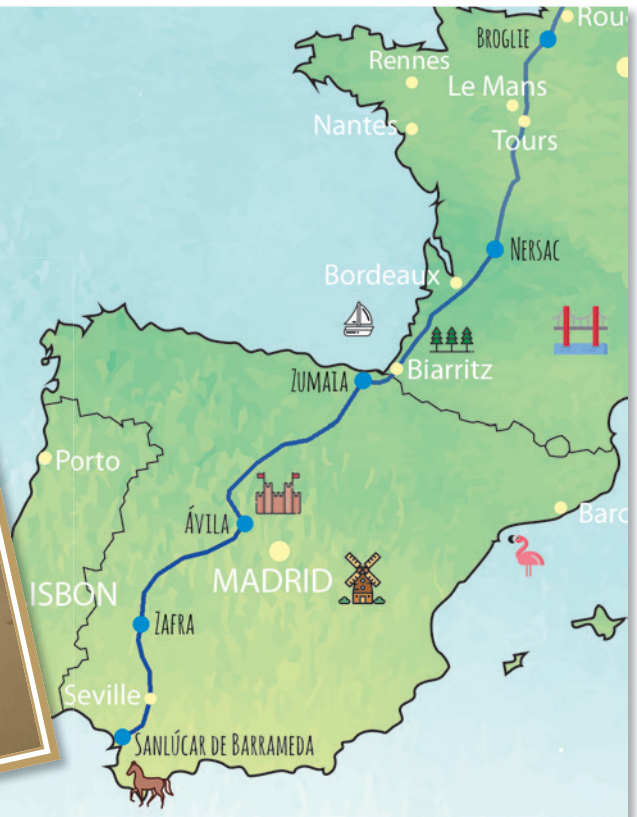 Rou
BROGLIE
Rennes
Le Mans
Nantes
Tours
NERSAC
Bordeaux
Biarritz
ZUMAIA
Porto
Barc
ÁVILA
MADRID
ISBON
ZAFRA
Seville
SANLÚCAR DE BARRAMEDA